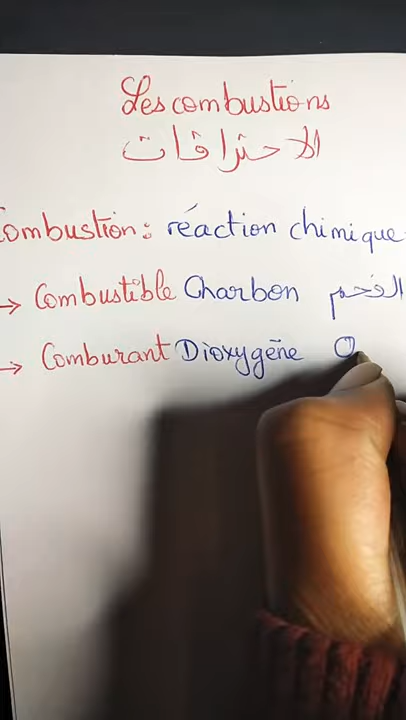 Les combustions
الاحتراقات
Combustion : réaction chimique
→ Combustible Charbon الفحم
→ Comburant Dioxygène O